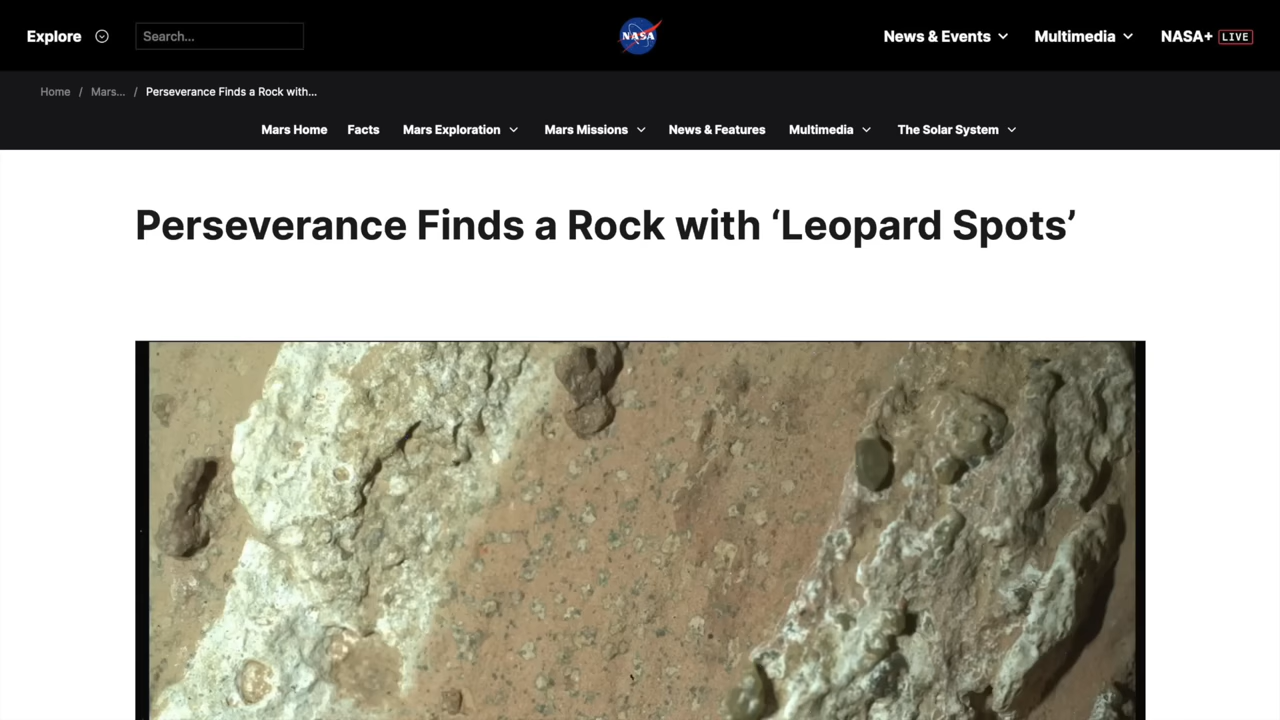 Explore Search... NASA News & Events Multimedia NASA+ LIVE
Home / Mars... / Perseverance Finds a Rock with...
Mars Home Facts Mars Exploration Mars Missions News & Features Multimedia The Solar System
Perseverance Finds a Rock with ‘Leopard Spots’